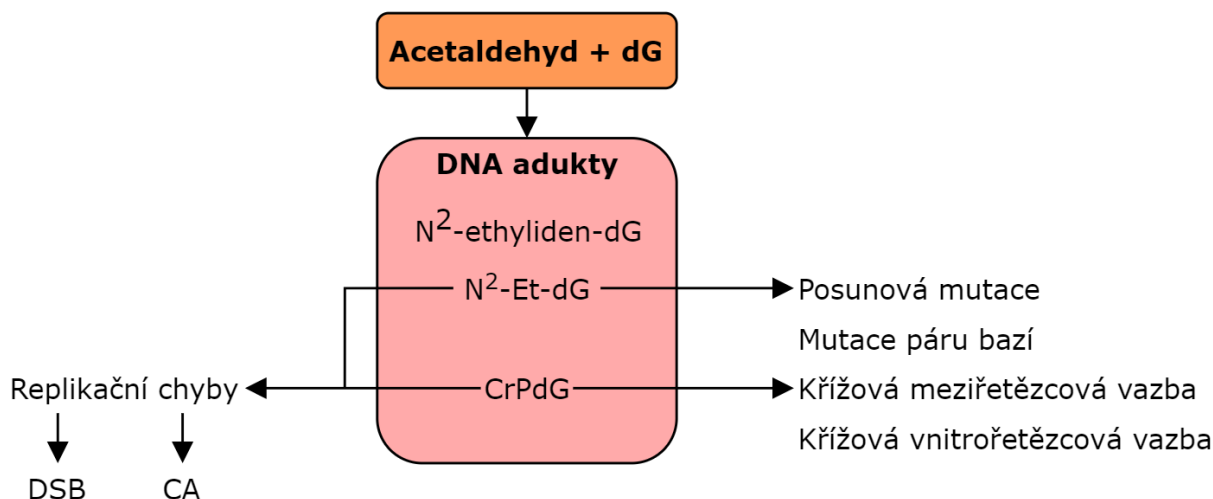 Acetaldehyd + dG
DNA adukty
N²-ethyliden-dG
N²-Et-dG
Posunová mutace
Mutace páru bazí
Replikační chyby
CrPdG
Křížová meziřetězcová vazba
Křížová vnitrořetězcová vazba
DSB
CA